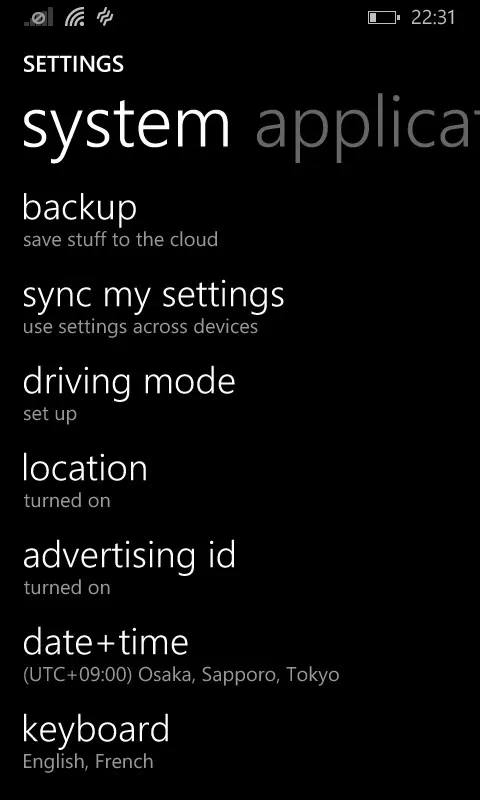 22:31
SETTINGS
system applicat
backup
save stuff to the cloud
sync my settings
use settings across devices
driving mode
set up
location
turned on
advertising id
turned on
date+time
(UTC+09:00) Osaka, Sapporo, Tokyo
keyboard
English, French